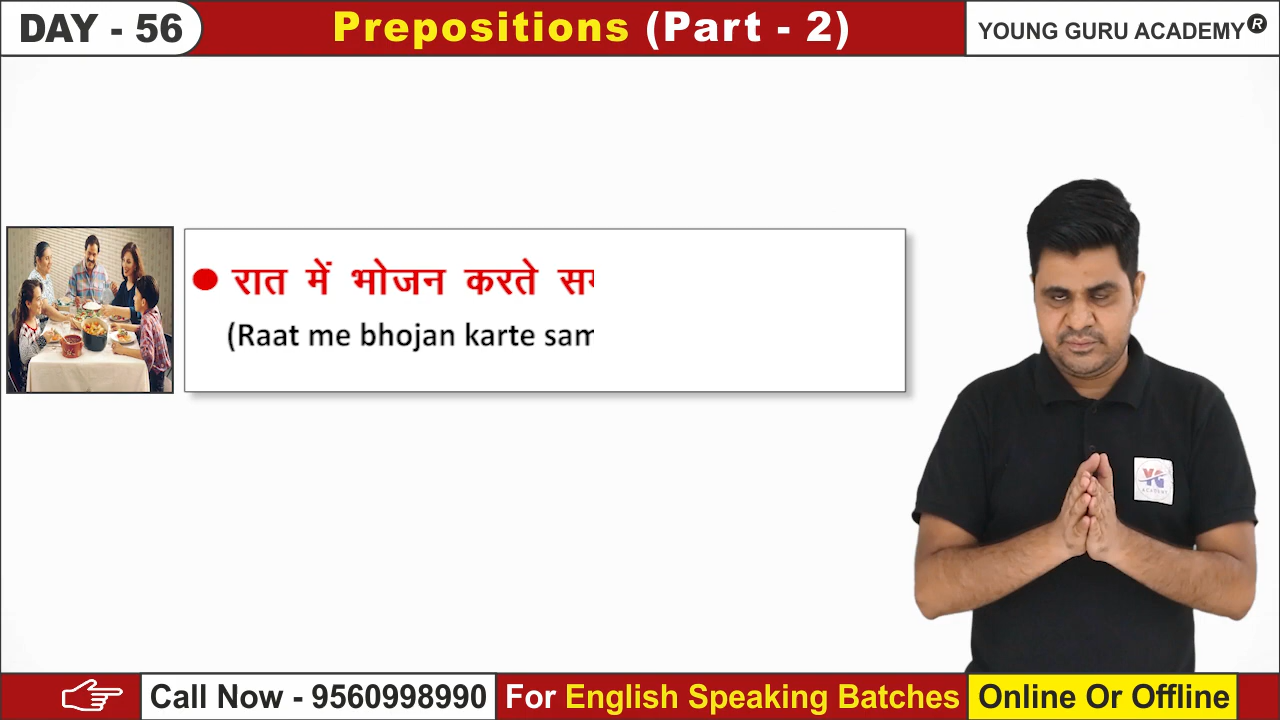 DAY - 56
Prepositions (Part - 2)
YOUNG GURU ACADEMY®
रात में भोजन करते
(Raat me bhojan karte sam
Call Now - 9560998990
For English Speaking Batches
Online Or Offline